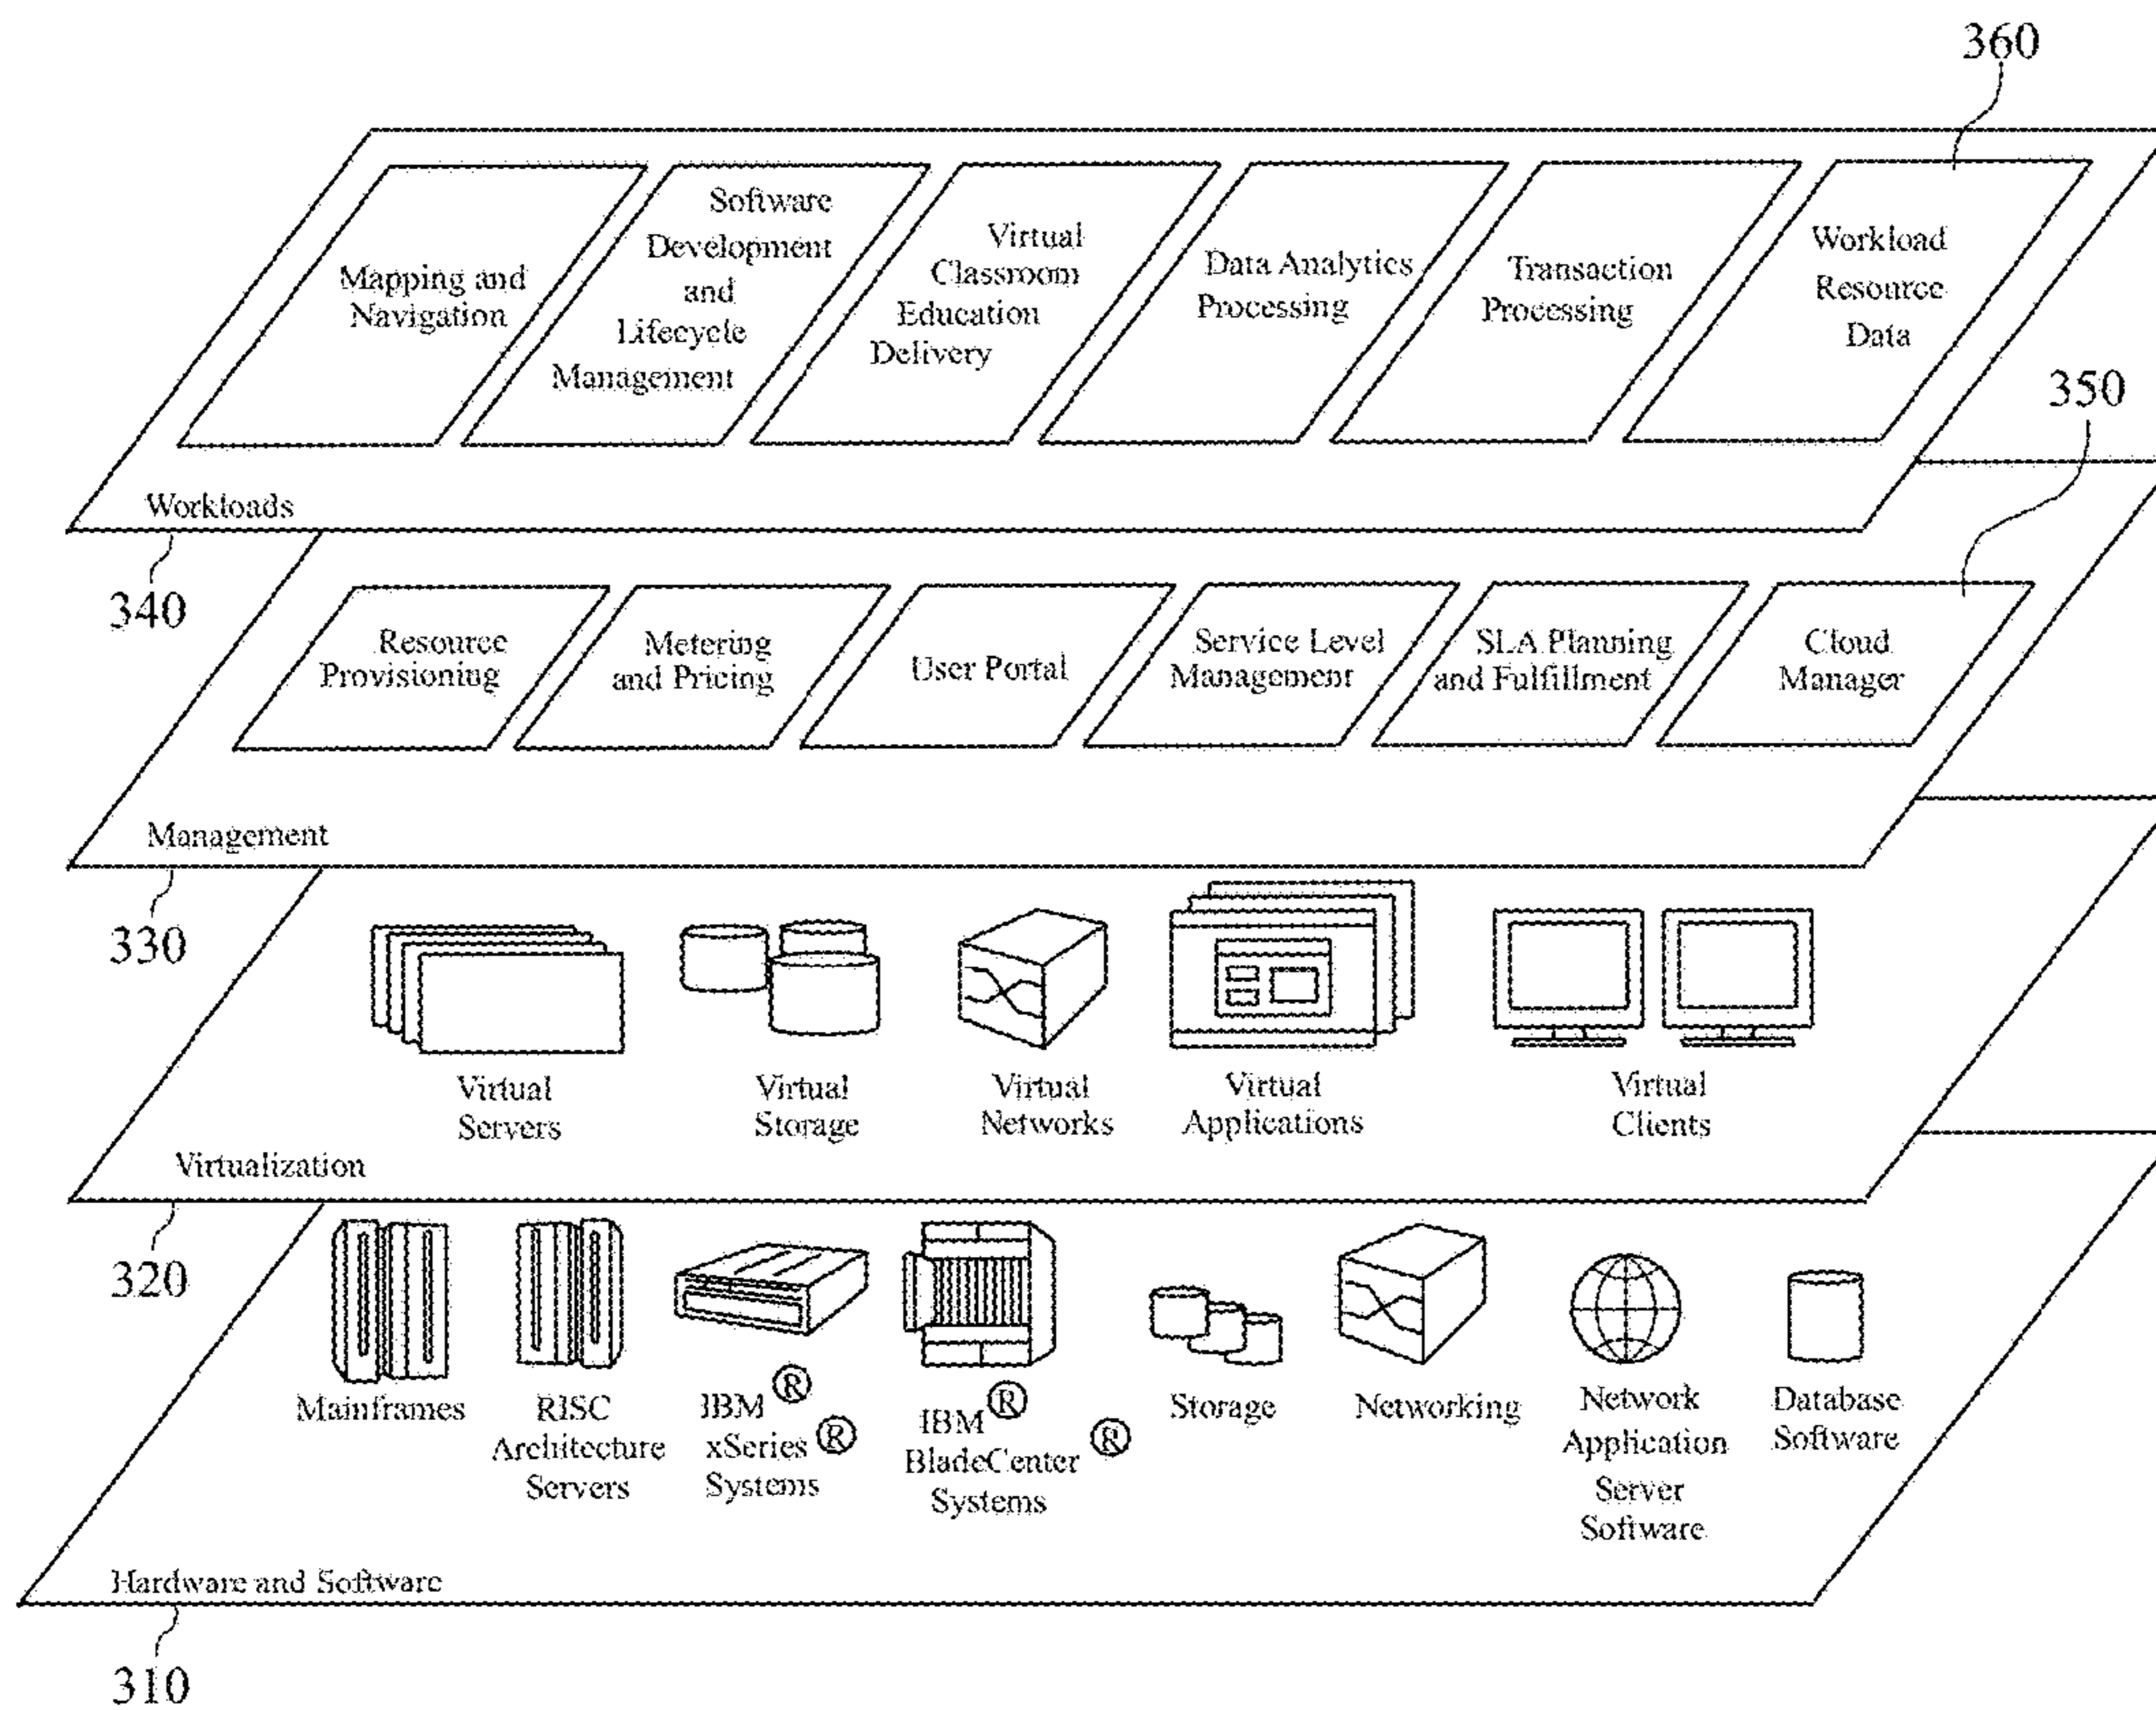 360
Mapping and
Navigation
Software
Development
and
Lifecycle
Management
Virtual
Classroom
Education
Delivery
Data Analytics
Processing
Transaction
Processing
Workload
Resource
Data
350
Workloads
340
Resource
Provisioning
Metering
and Pricing
User Portal
Service Level
Management
SLA Planning
and Fulfillment
Cloud
Manager
Management
330
Virtual
Servers
Virtual
Storage
Virtual
Networks
Virtual
Applications
Virtual
Clients
Virtualization
320
Mainframes
RISC
Architecture
Servers
IBM ®
xSeries ®
Systems
IBM ®
BladeCenter ®
Systems
Storage
Networking
Network
Application
Server
Software
Database
Software
Hardware and Software
310